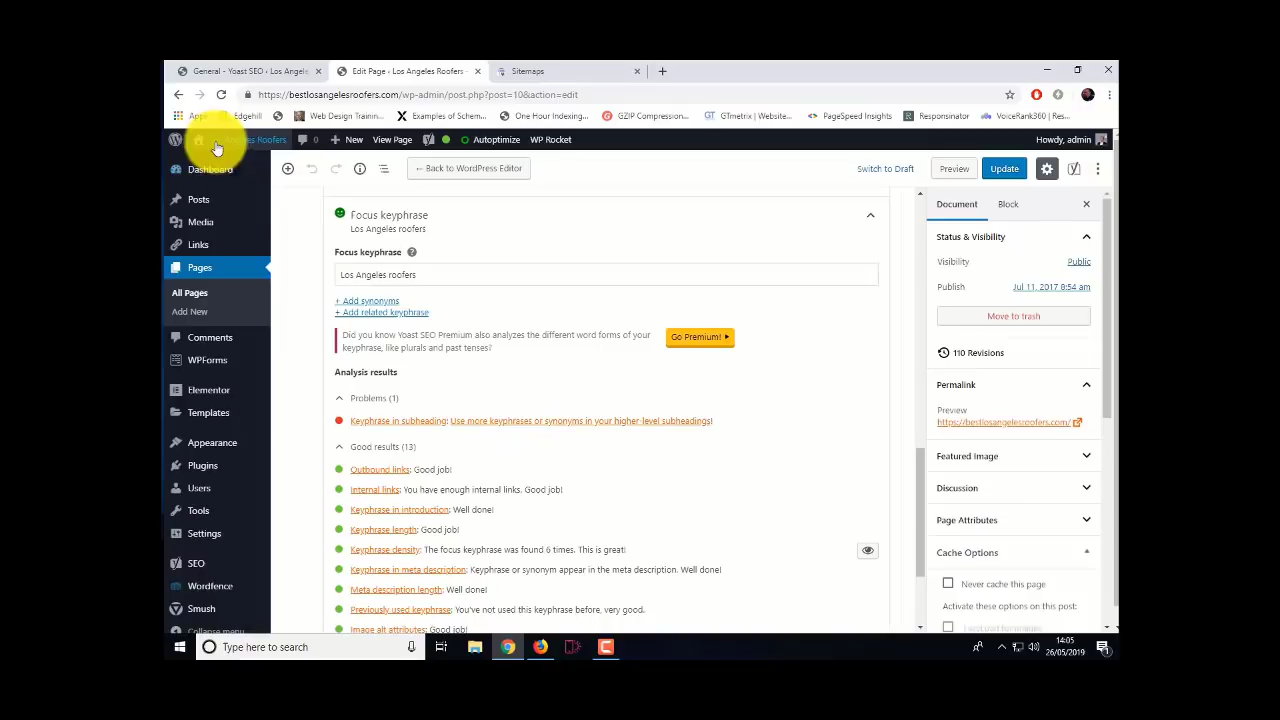 General - Yoast SEO ‹ Los Angele
Edit Page ‹ Los Angeles Roofers -
Sitemaps
https://bestlosangelesroofers.com/wp-admin/post.php?post=10&action=edit
Apps
Edgehill
Web Design Training...
Examples of Schem...
One Hour Indexing...
GZIP Compression...
GTmetrix | Website...
PageSpeed Insights
Responsinator
VoiceRank360 | Res...
Roofers
0
New
View Page
Autoptimize
WP Rocket
Howdy, admin
Dashboard
Posts
Media
Links
Pages
All Pages
Add New
Comments
WPForms
Elementor
Templates
Appearance
Plugins
Users
Tools
Settings
SEO
Wordfence
Smush
Collapse menu
← Back to WordPress Editor
Switch to Draft
Preview
Update
Focus keyphrase
Los Angeles roofers
Focus keyphrase
Los Angeles roofers
+ Add synonyms
+ Add related keyphrase
Did you know Yoast SEO Premium also analyzes the different word forms of your
keyphrase, like plurals and past tenses?
Go Premium!
Analysis results
Problems (1)
Keyphrase in subheading: Use more keyphrases or synonyms in your higher-level subheadings!
Good results (13)
Outbound links: Good job!
Internal links: You have enough internal links. Good job!
Keyphrase in introduction: Well done!
Keyphrase length: Good job!
Keyphrase density: The focus keyphrase was found 6 times. This is great!
Keyphrase in meta description: Keyphrase or synonym appear in the meta description. Well done!
Meta description length: Well done!
Previously used keyphrase: You've not used this keyphrase before, very good.
Image alt attributes: Good job!
Document
Block
Status & Visibility
Visibility
Public
Publish
Jul 11, 2017 8:54 am
Move to trash
110 Revisions
Permalink
Preview
https://bestlosangelesroofers.com/
Featured Image
Discussion
Page Attributes
Cache Options
Never cache this page
Activate these options on this post:
Type here to search
14:05
26/05/2019
1